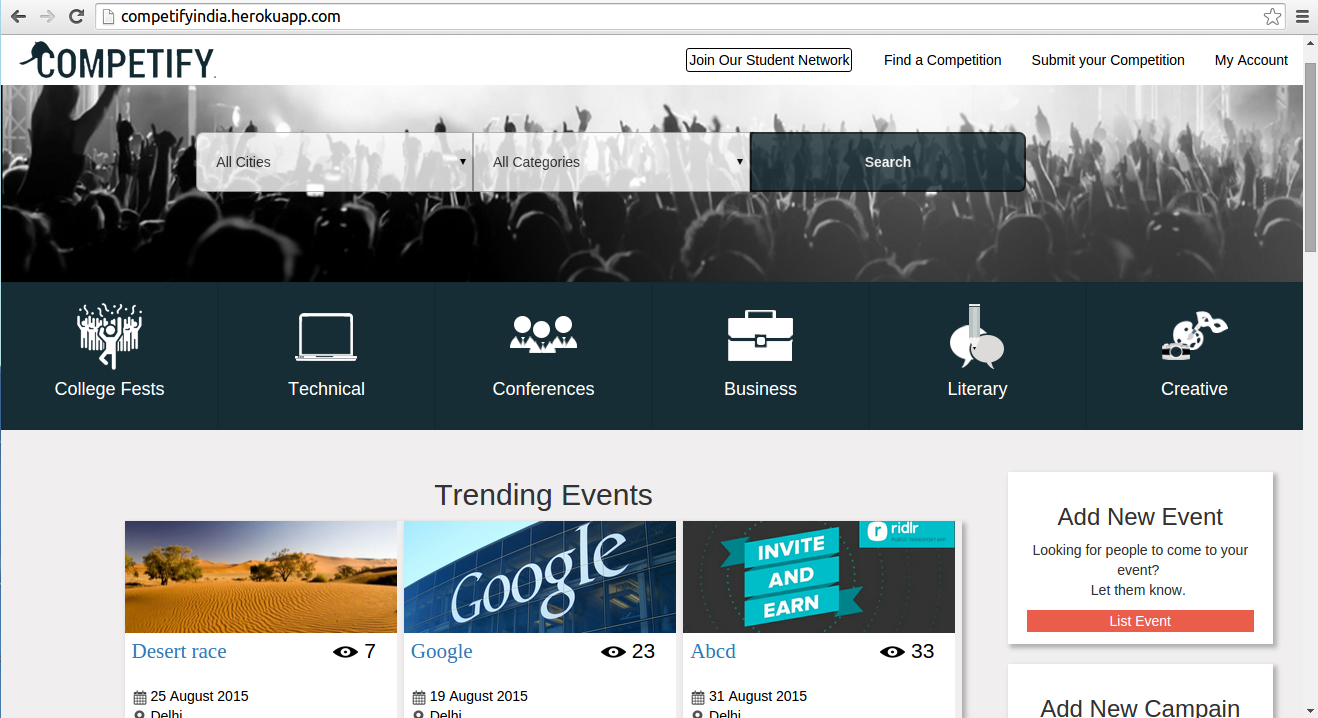 competifyindia.herokuapp.com
COMPETIFY.
Join Our Student Network
Find a Competition
Submit your Competition
My Account
All Cities
All Categories
Search
College Fests
Technical
Conferences
Business
Literary
Creative
Trending Events
Google
ridlr
INVITE
AND
EARN
Desert race
7
Google
23
Abcd
33
25 August 2015
19 August 2015
31 August 2015
Delhi
Delhi
Delhi
Add New Event
Looking for people to come to your
event?
Let them know.
List Event
Add New Campain